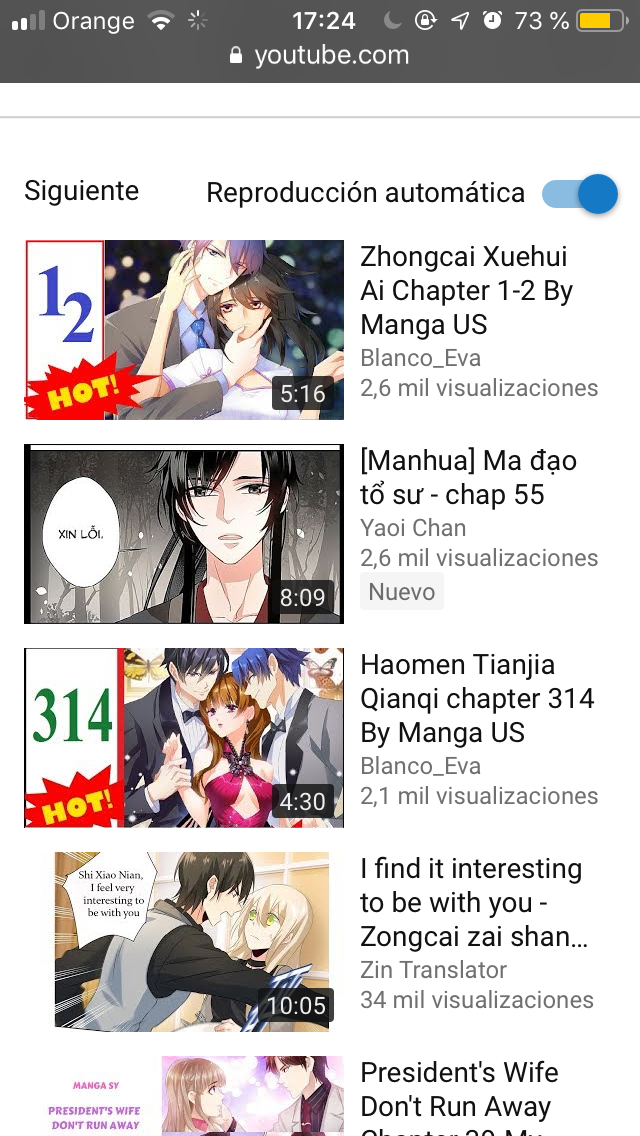 Orange 17:24 73 %
youtube.com
Siguiente
Reproducción automática
12
HOT!
5:16
Zhongcai Xuehui
Ai Chapter 1-2 By
Manga US
Blanco_Eva
2,6 mil visualizaciones
XIN LỖI.
8:09
[Manhua] Ma đạo
tổ sư - chap 55
Yaoi Chan
2,6 mil visualizaciones
Nuevo
314
HOT!
4:30
Haomen Tianjia
Qianqi chapter 314
By Manga US
Blanco_Eva
2,1 mil visualizaciones
Shi Xiao Nian,
I feel very
interesting to
be with you
10:05
I find it interesting
to be with you -
Zongcai zai shan...
Zin Translator
34 mil visualizaciones
MANGA SY
PRESIDENT'S WIFE
DON'T RUN AWAY
President's Wife
Don't Run Away